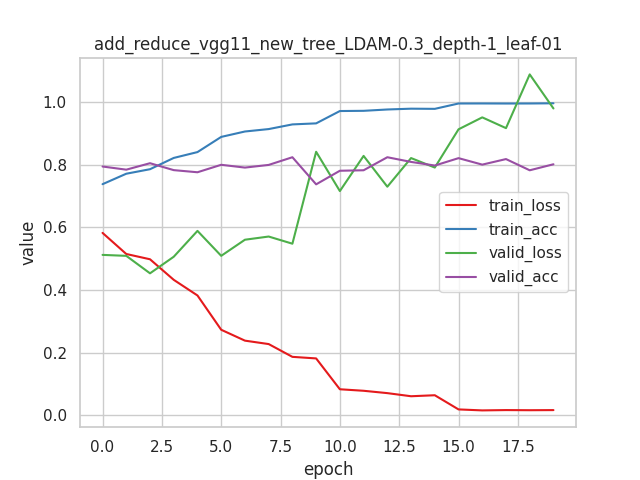 add_reduce_vgg11_new_tree_LDAM-0.3_depth-1_leaf-01
1.0
0.8
0.6
0.4
0.2
0.0
value
train_loss
train_acc
valid_loss
valid_acc
0.0 2.5 5.0 7.5 10.0 12.5 15.0 17.5
epoch